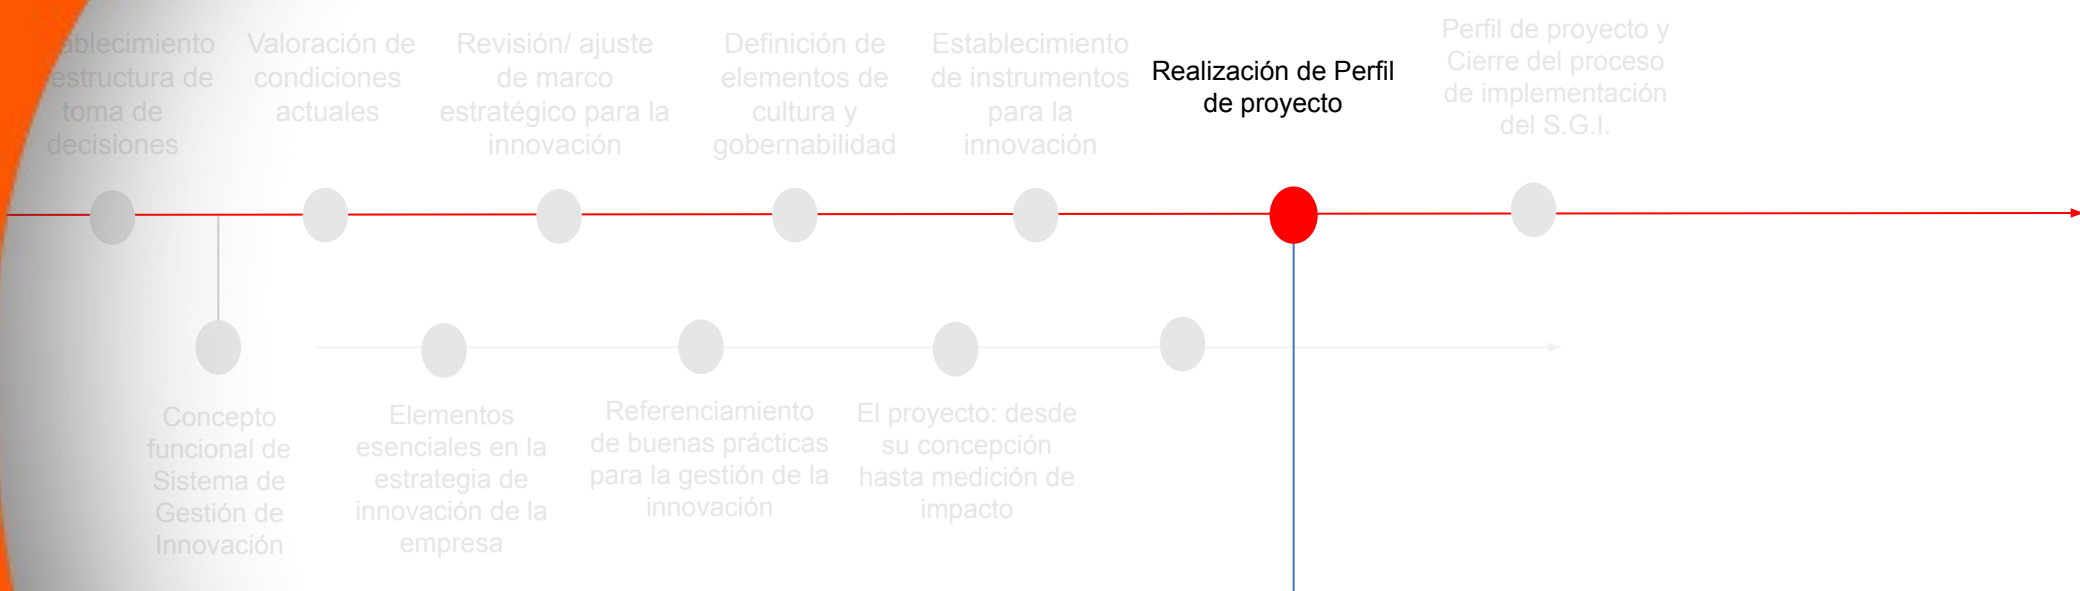 toma de
decisiones
Valoración de
condiciones
actuales
Revisión/ ajuste
de marco
estratégico para la
innovación
Definición de
elementos de
cultura y
gobernabilidad
Establecimiento
de instrumentos
para la
innovación
Realización de Perfil
de proyecto
Perfil de proyecto y
Cierre del proceso
de implementación
del S.G.I.
Concepto
funcional de
Sistema de
Gestión de
Innovación
Elementos
esenciales en la
estrategia de
innovación de la
empresa
Referenciamiento
de buenas prácticas
para la gestión de la
innovación
El proyecto: desde
su concepción
hasta medición de
impacto